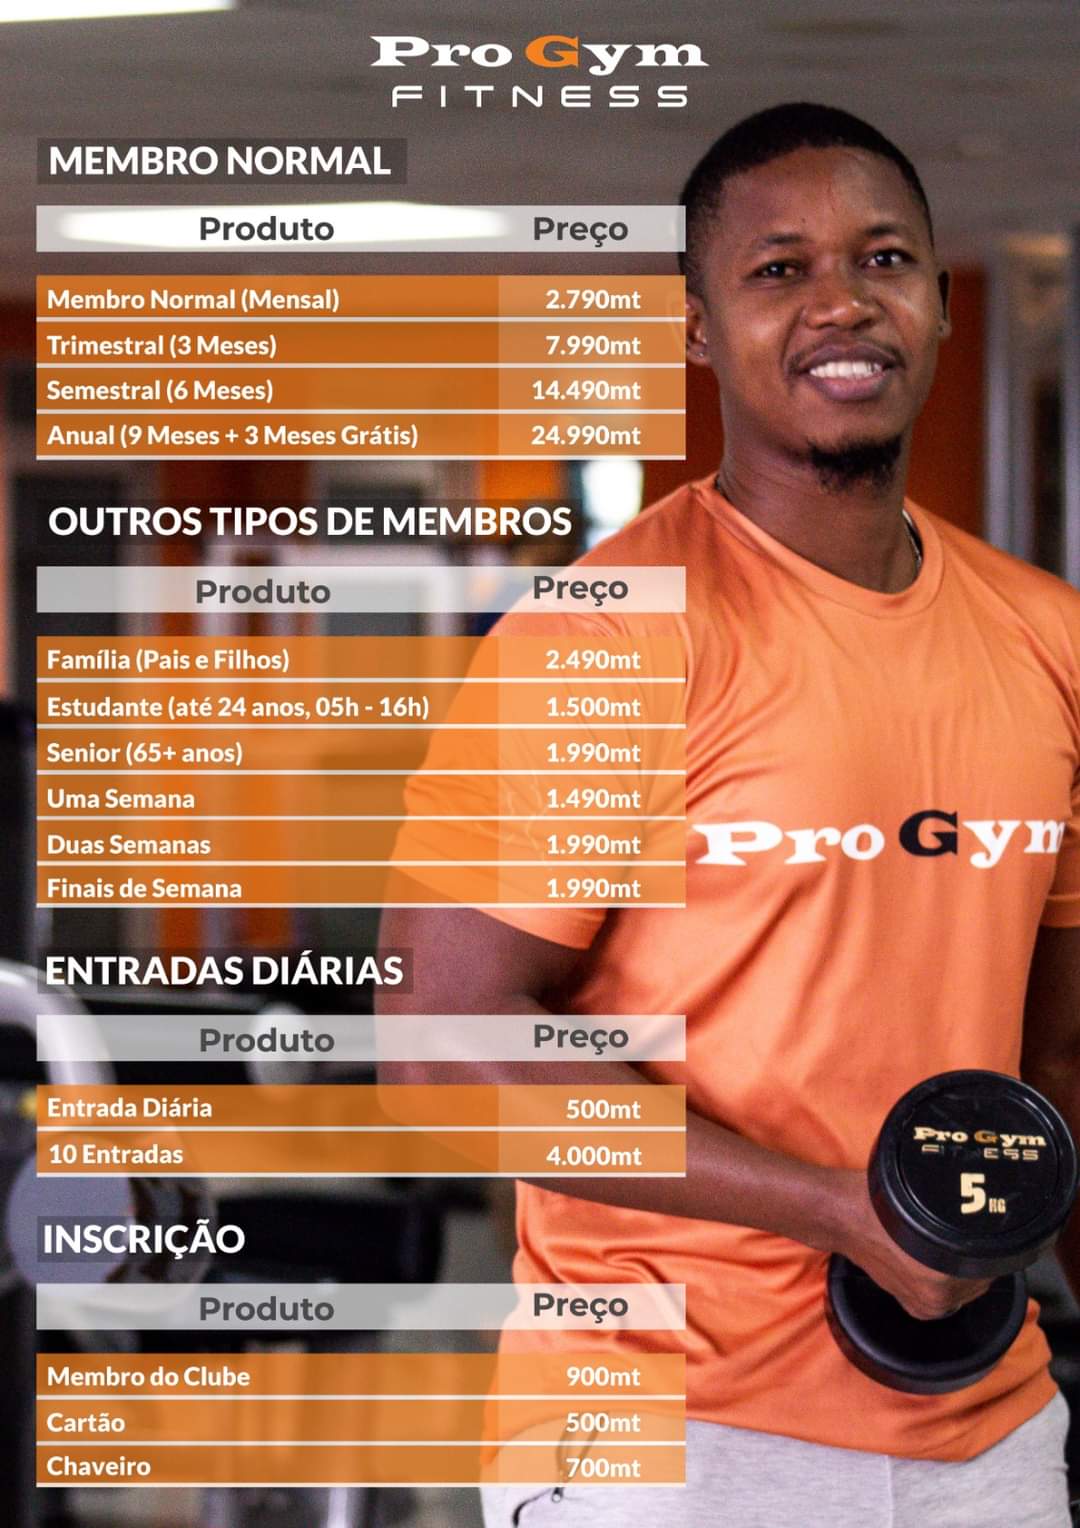 Pro Gym
FITNESS
MEMBRO NORMAL
Produto Preço
Membro Normal (Mensal) 2.790mt
Trimestral (3 Meses) 7.990mt
Semestral (6 Meses) 14.490mt
Anual (9 Meses + 3 Meses Grátis) 24.990mt
OUTROS TIPOS DE MEMBROS
Produto Preço
Família (Pais e Filhos) 2.490mt
Estudante (até 24 anos, 05h - 16h) 1.500mt
Senior (65+ anos) 1.990mt
Uma Semana 1.490mt
Duas Semanas 1.990mt
Finais de Semana 1.990mt
Pro Gym
ENTRADAS DIÁRIAS
Produto Preço
Entrada Diária 500mt
10 Entradas 4.000mt
Pro Gym
FITNESS
5 KG
INSCRIÇÃO
Produto Preço
Membro do Clube 900mt
Cartão 500mt
Chaveiro 700mt